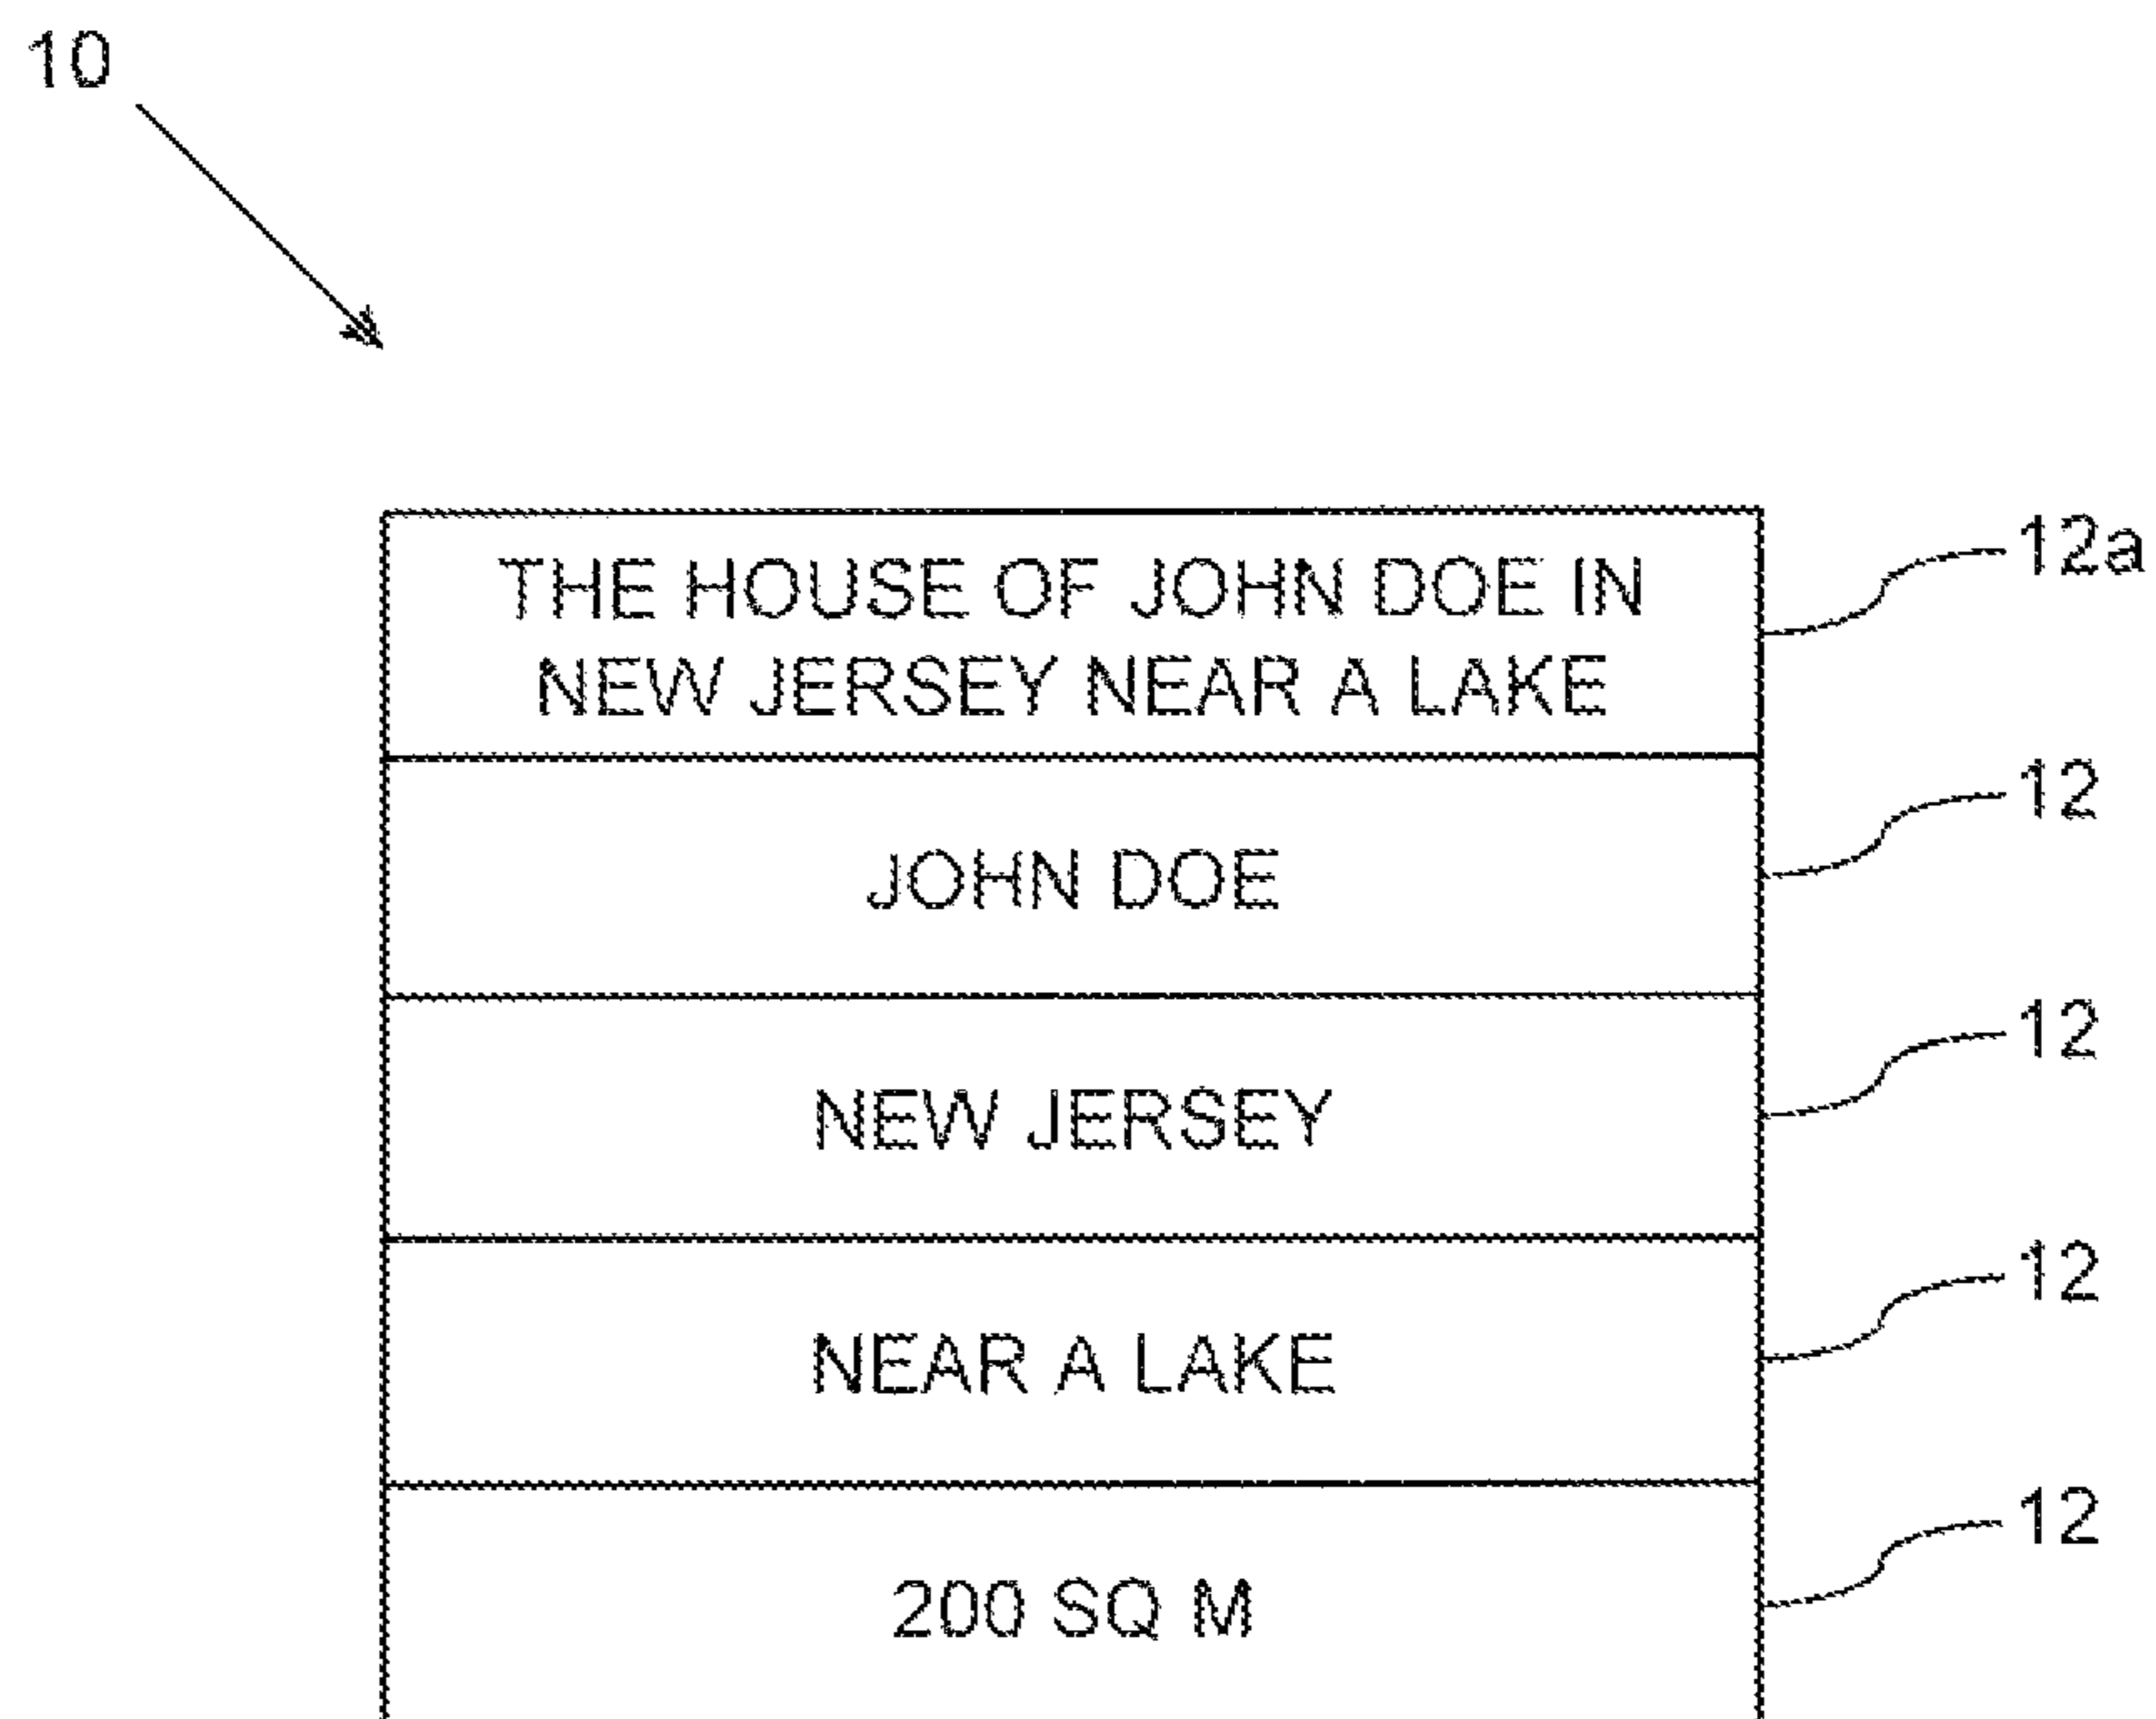 10
THE HOUSE OF JOHN DOE IN
NEW JERSEY NEAR A LAKE
12a
JOHN DOE
12
NEW JERSEY
12
NEAR A LAKE
12
200 SQ M
12